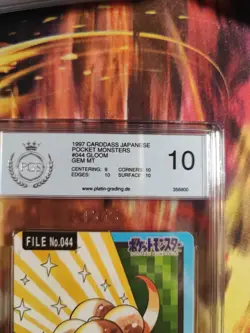 1997 CARDDASS JAPANESE
POCKET MONSTERS
#044 GLOOM
GEM MT
CENTERING: 9 CORNERS: 10
EDGES: 10 SURFACE: 10
10
PGS
www.platin-grading.de
FILE No.044
ポケットモンスター